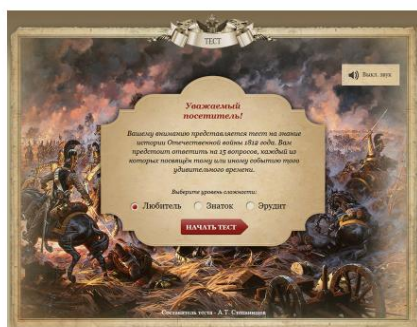 ТЕСТ
Выкл. звук
Уважаемый
посетитель!
Вашему вниманию представляется тест на знание
истории Отечественной войны 1812 года. Вам
предстоит ответить на 25 вопросов, каждый из
которых посвящён тому или иному событию того
удивительного времени.
Выберите уровень сложности:
Любитель Знаток Эрудит
НАЧАТЬ ТЕСТ
теста - А.Т.